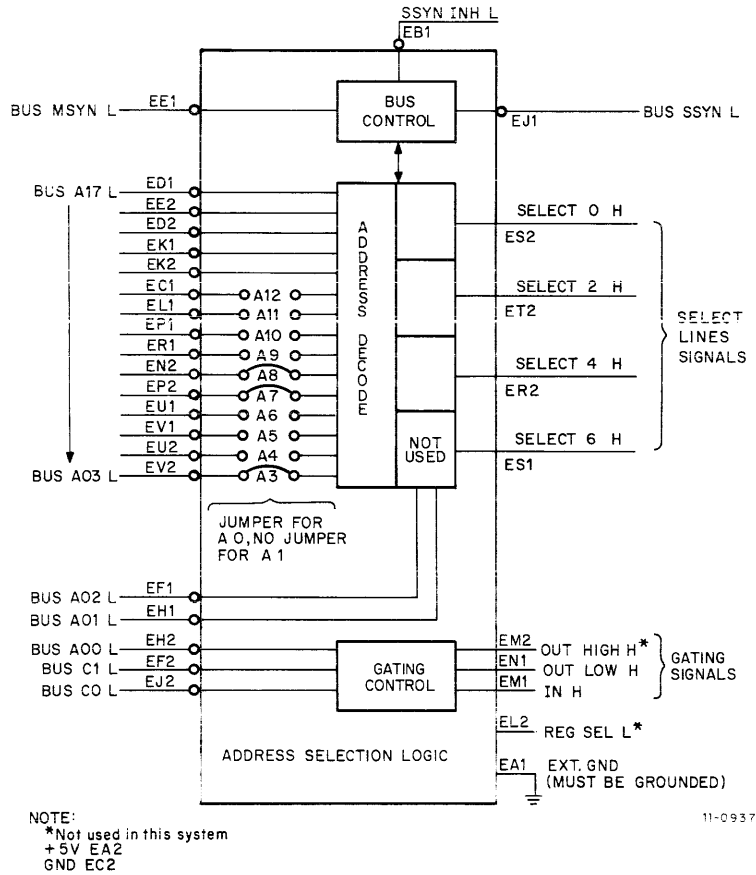 SSYN INH L
EB1
BUS MSYN L
EE1
BUS
CONTROL
EJ1
BUS SSYN L
BUS A17 L
ED1
EE2
ED2
EK1
EK2
EC1
A12
EL1
A11
EP1
A10
ER1
A9
EN2
A8
EP2
A7
EU1
A6
EV1
A5
EU2
A4
BUS A03 L
EV2
A3
ADDRESS DECODE
NOT
USED
SELECT 0 H
ES2
SELECT 2 H
ET2
SELECT 4 H
ER2
SELECT 6 H
ES1
SELECT
LINES
SIGNALS
JUMPER FOR
A 0, NO JUMPER
FOR A 1
BUS A02 L
EF1
BUS A01 L
EH1
BUS A00 L
EH2
BUS C1 L
EF2
BUS C0 L
EJ2
GATING
CONTROL
EM2
OUT HIGH H*
EN1
OUT LOW H
EM1
IN H
GATING
SIGNALS
EL2
REG SEL L*
ADDRESS SELECTION LOGIC
EA1
EXT. GND
(MUST BE GROUNDED)
NOTE:
*Not used in this system
+5V EA2
GND EC2
11-0937